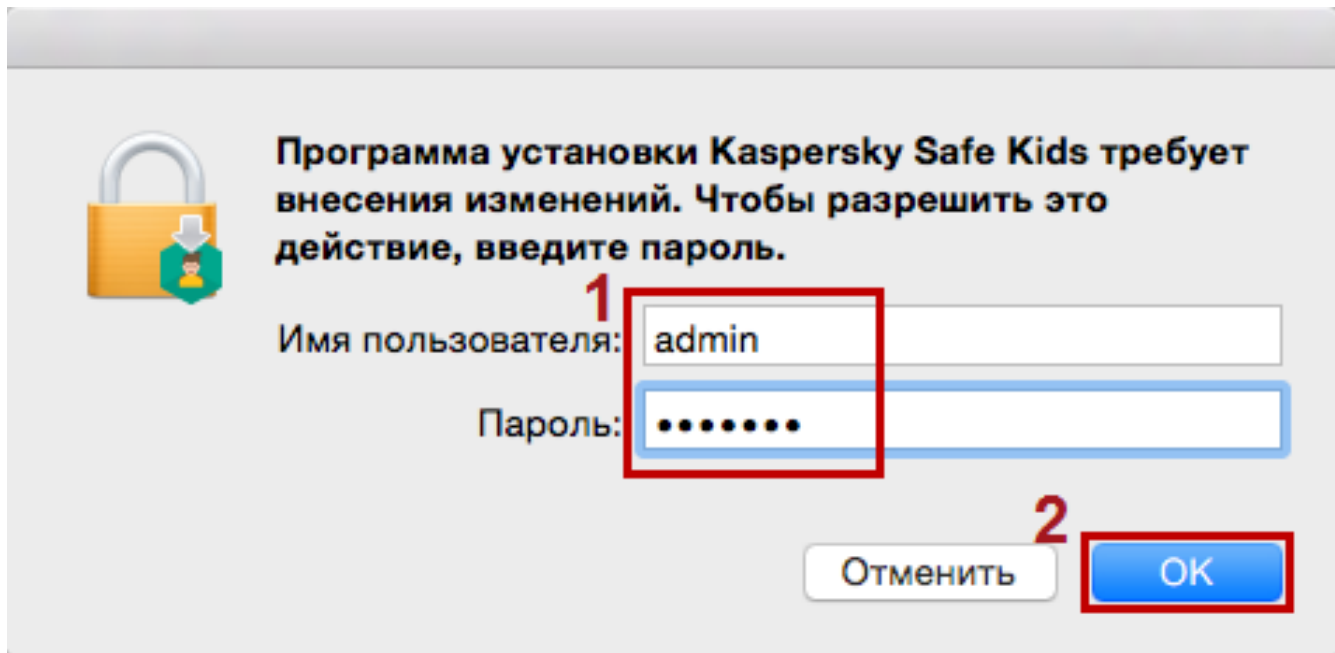 Программа установки Kaspersky Safe Kids требует
внесения изменений. Чтобы разрешить это
действие, введите пароль.
1
Имя пользователя: admin
Пароль: •••••••
2
Отменить OK